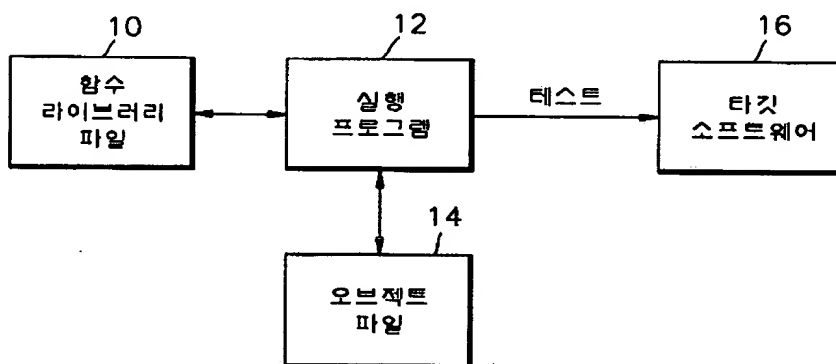 10
함수
라이브러리
파일
12
실행
프로그램
테스트
16
타깃
소프트웨어
14
오브젝트
파일